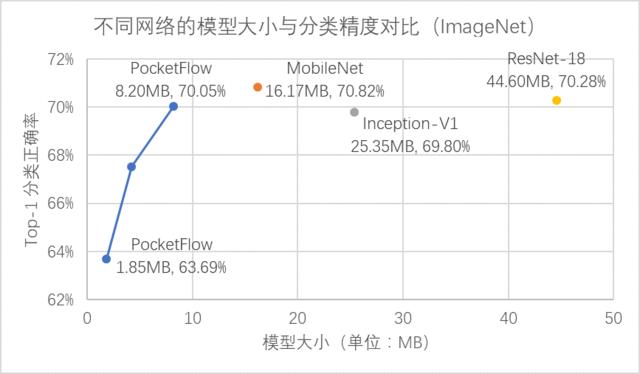 不同网络的模型大小与分类精度对比（ImageNet）
Top-1 分类正确率
72%
70%
68%
66%
64%
62%
PocketFlow
8.20MB, 70.05%
MobileNet
16.17MB, 70.82%
ResNet-18
44.60MB, 70.28%
Inception-V1
25.35MB, 69.80%
PocketFlow
1.85MB, 63.69%
0 10 20 30 40 50
模型大小（单位：MB）